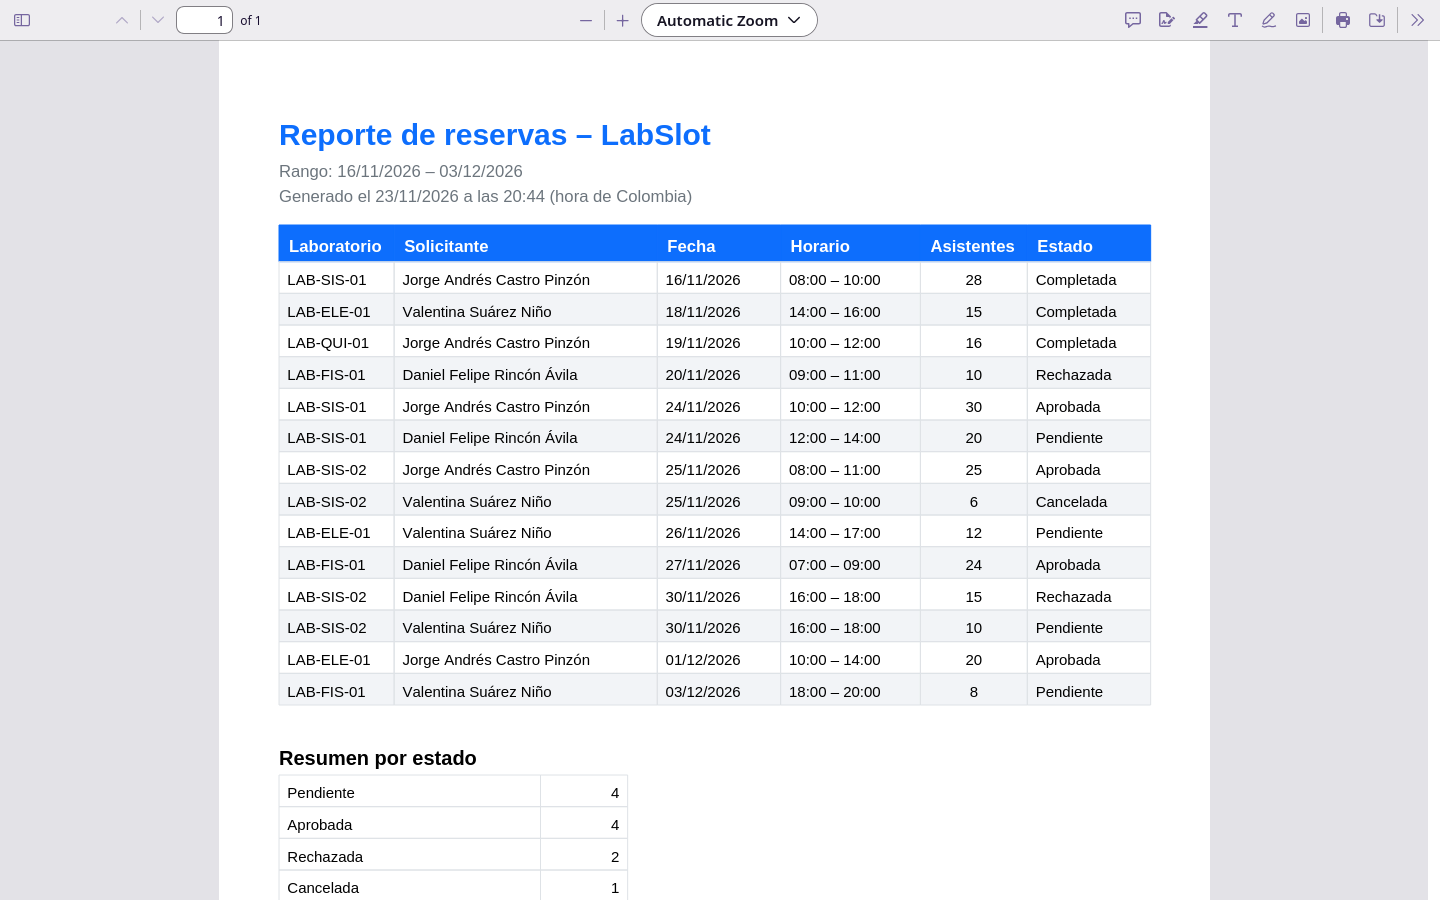 1 of 1 Automatic Zoom
Reporte de reservas – LabSlot
Rango: 16/11/2026 – 03/12/2026
Generado el 23/11/2026 a las 20:44 (hora de Colombia)
Laboratorio Solicitante Fecha Horario Asistentes Estado
LAB-SIS-01 Jorge Andrés Castro Pinzón 16/11/2026 08:00 – 10:00 28 Completada
LAB-ELE-01 Valentina Suárez Niño 18/11/2026 14:00 – 16:00 15 Completada
LAB-QUI-01 Jorge Andrés Castro Pinzón 19/11/2026 10:00 – 12:00 16 Completada
LAB-FIS-01 Daniel Felipe Rincón Ávila 20/11/2026 09:00 – 11:00 10 Rechazada
LAB-SIS-01 Jorge Andrés Castro Pinzón 24/11/2026 10:00 – 12:00 30 Aprobada
LAB-SIS-01 Daniel Felipe Rincón Ávila 24/11/2026 12:00 – 14:00 20 Pendiente
LAB-SIS-02 Jorge Andrés Castro Pinzón 25/11/2026 08:00 – 11:00 25 Aprobada
LAB-SIS-02 Valentina Suárez Niño 25/11/2026 09:00 – 10:00 6 Cancelada
LAB-ELE-01 Valentina Suárez Niño 26/11/2026 14:00 – 17:00 12 Pendiente
LAB-FIS-01 Daniel Felipe Rincón Ávila 27/11/2026 07:00 – 09:00 24 Aprobada
LAB-SIS-02 Daniel Felipe Rincón Ávila 30/11/2026 16:00 – 18:00 15 Rechazada
LAB-SIS-02 Valentina Suárez Niño 30/11/2026 16:00 – 18:00 10 Pendiente
LAB-ELE-01 Jorge Andrés Castro Pinzón 01/12/2026 10:00 – 14:00 20 Aprobada
LAB-FIS-01 Valentina Suárez Niño 03/12/2026 18:00 – 20:00 8 Pendiente
Resumen por estado
Pendiente 4
Aprobada 4
Rechazada 2
Cancelada 1